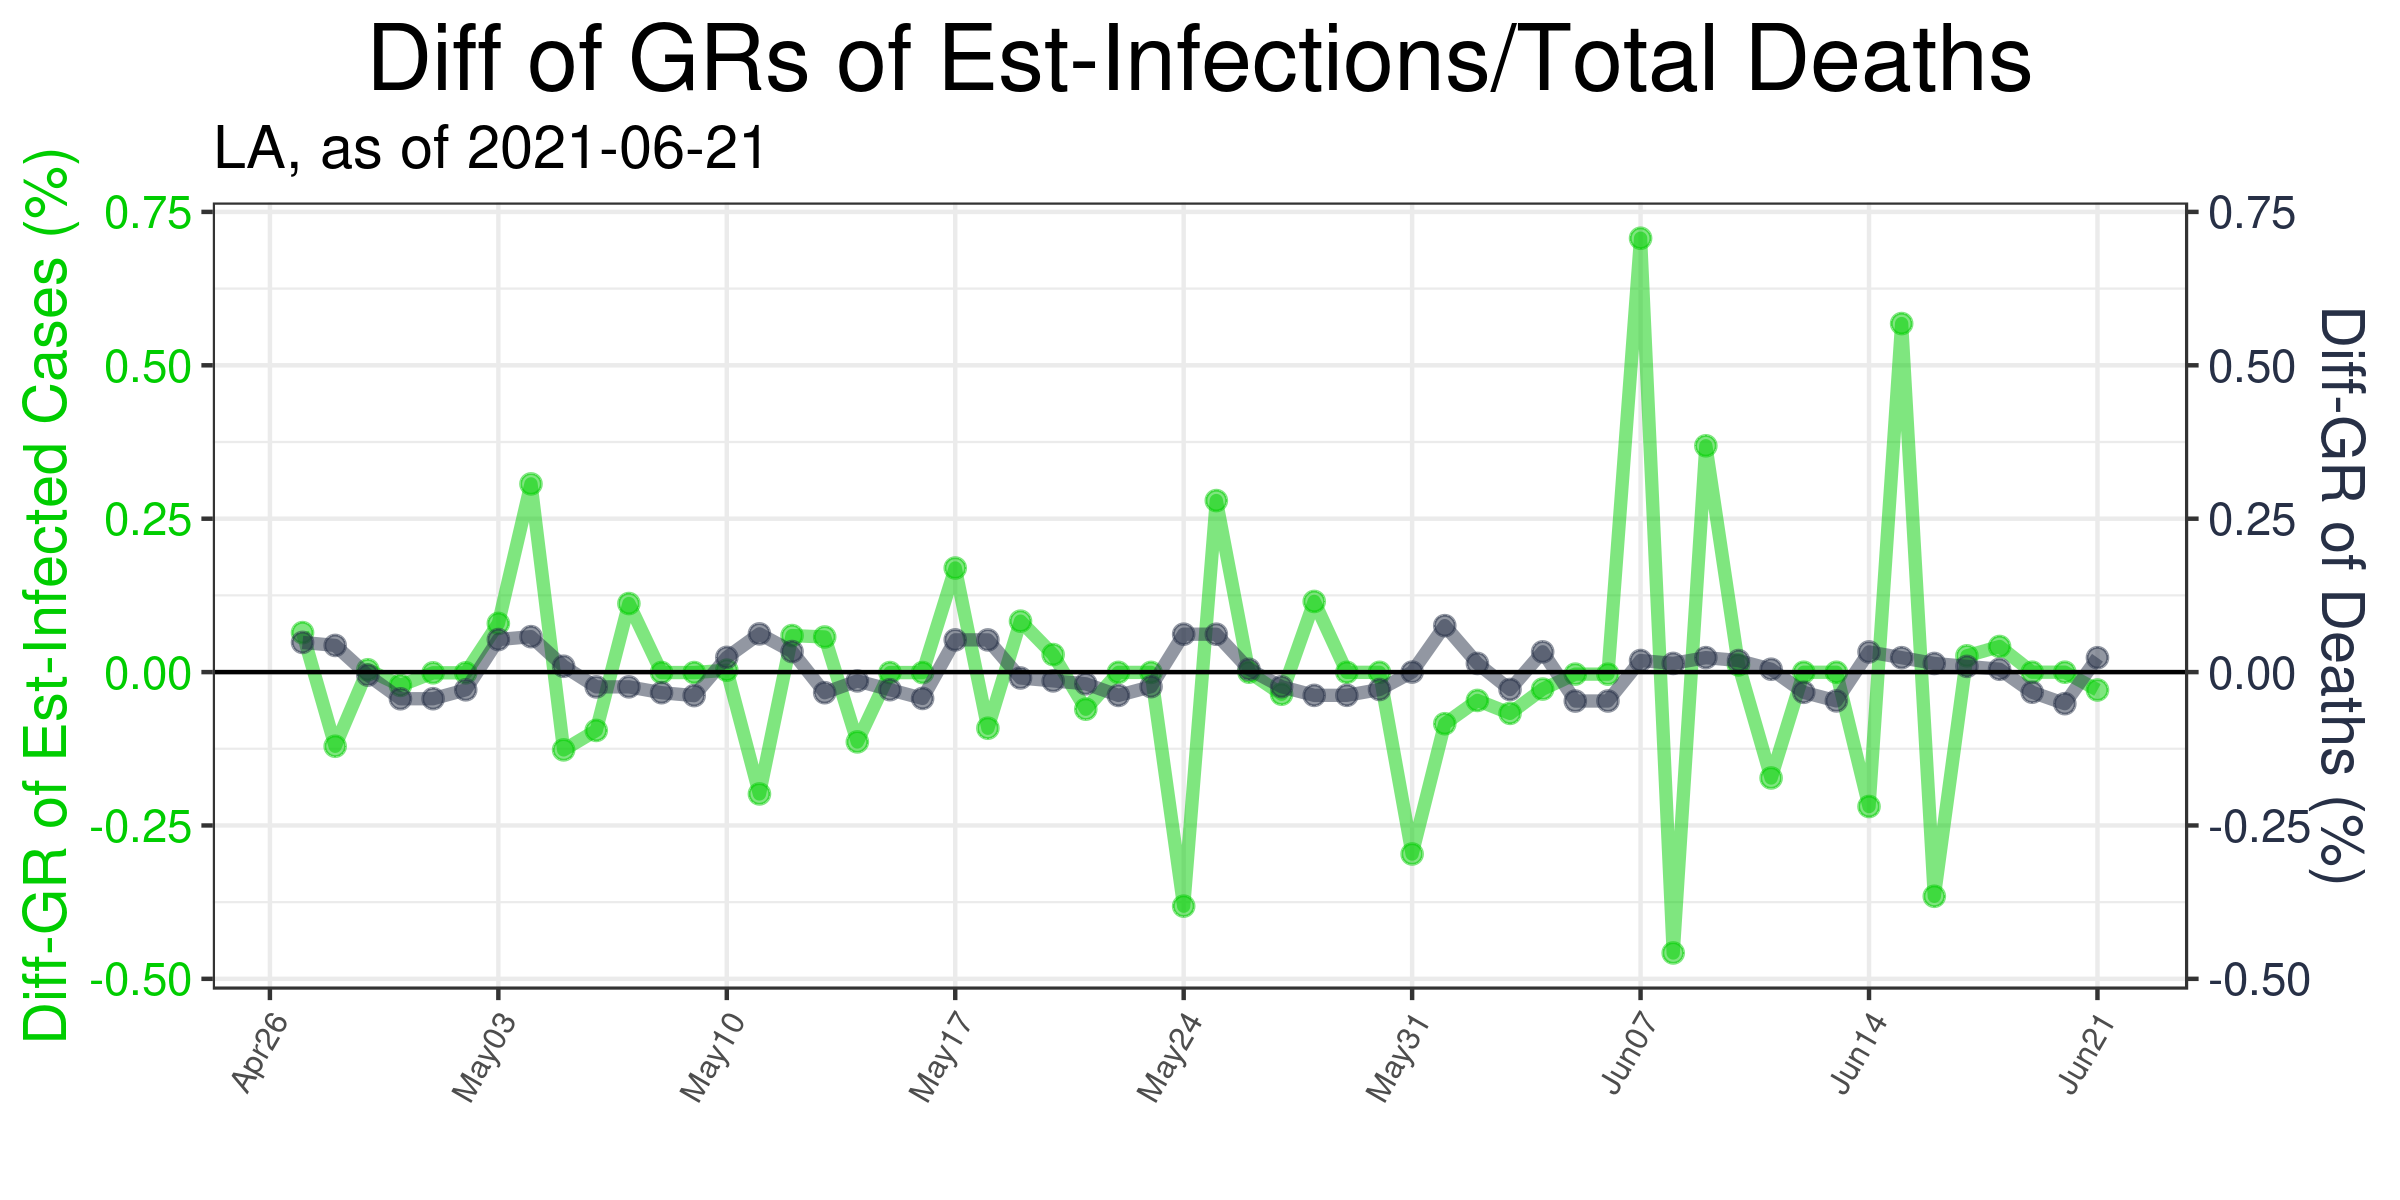 Diff of GRs of Est-Infections/Total Deaths
LA, as of 2021-06-21
Diff-GR of Est-Infected Cases (%)
0.75
0.50
0.25
0.00
-0.25
-0.50
0.75
0.50
0.25
0.00
-0.25
-0.50
Diff-GR of Deaths (%)
Apr26
May03
May10
May17
May24
May31
Jun07
Jun14
Jun21